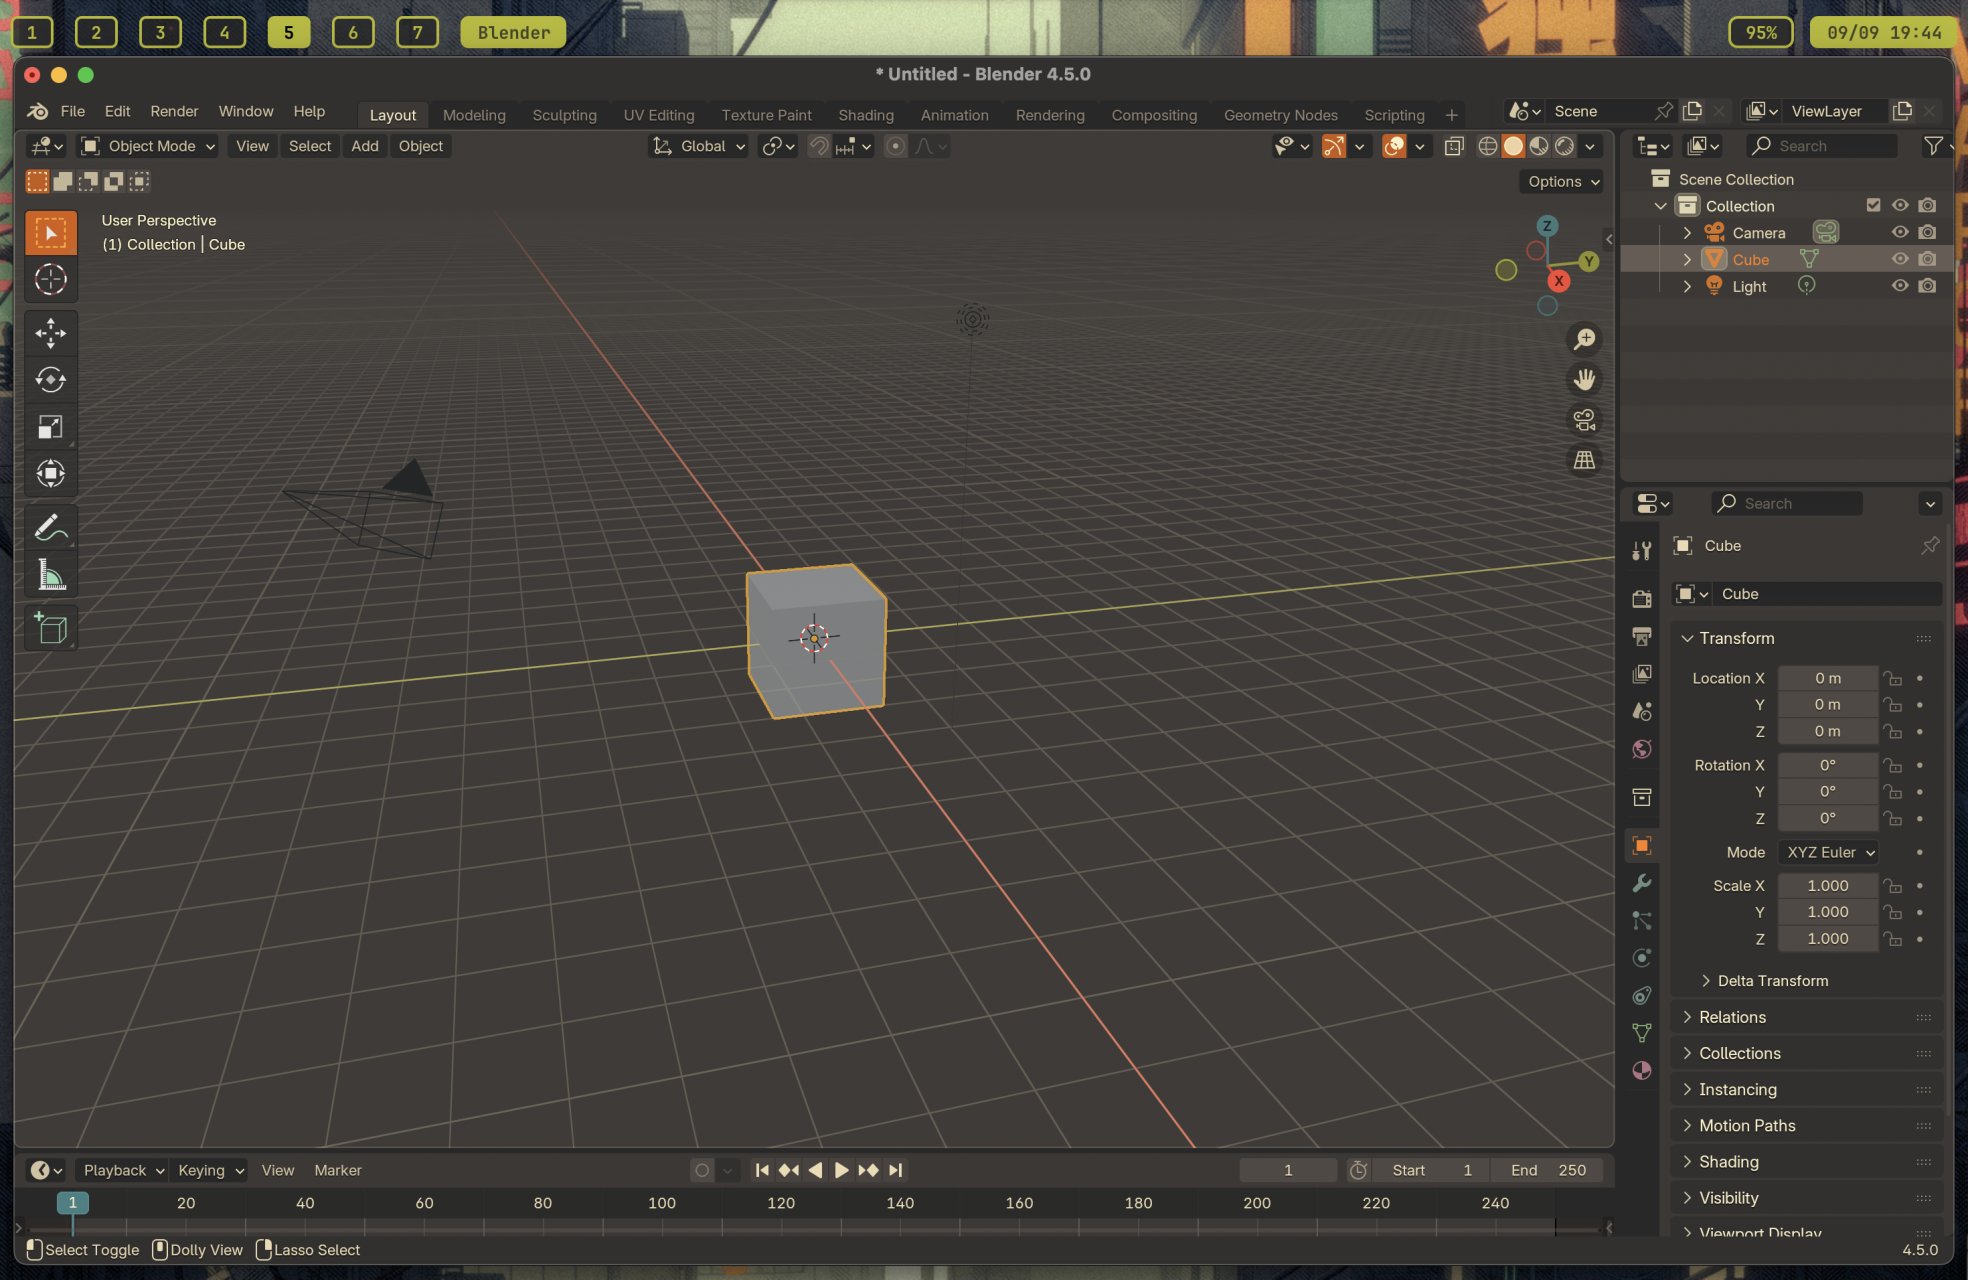 1 2 3 4 5 6 7 Blender 95% 09/09 19:44
* Untitled - Blender 4.5.0
File Edit Render Window Help Layout Modeling Sculpting UV Editing Texture Paint Shading Animation Rendering Compositing Geometry Nodes Scripting + Scene ViewLayer
Object Mode View Select Add Object Global Search
Options
User Perspective
(1) Collection | Cube
Z
Y
X
Scene Collection
Collection
Camera
Cube
Light
Search
Cube
Cube
Transform
Location X 0 m
Y 0 m
Z 0 m
Rotation X 0°
Y 0°
Z 0°
Mode XYZ Euler
Scale X 1.000
Y 1.000
Z 1.000
Delta Transform
Relations
Collections
Instancing
Motion Paths
Shading
Visibility
Viewport Display
Playback Keying View Marker 1 Start 1 End 250
1 20 40 60 80 100 120 140 160 180 200 220 240
Select Toggle Dolly View Lasso Select 4.5.0